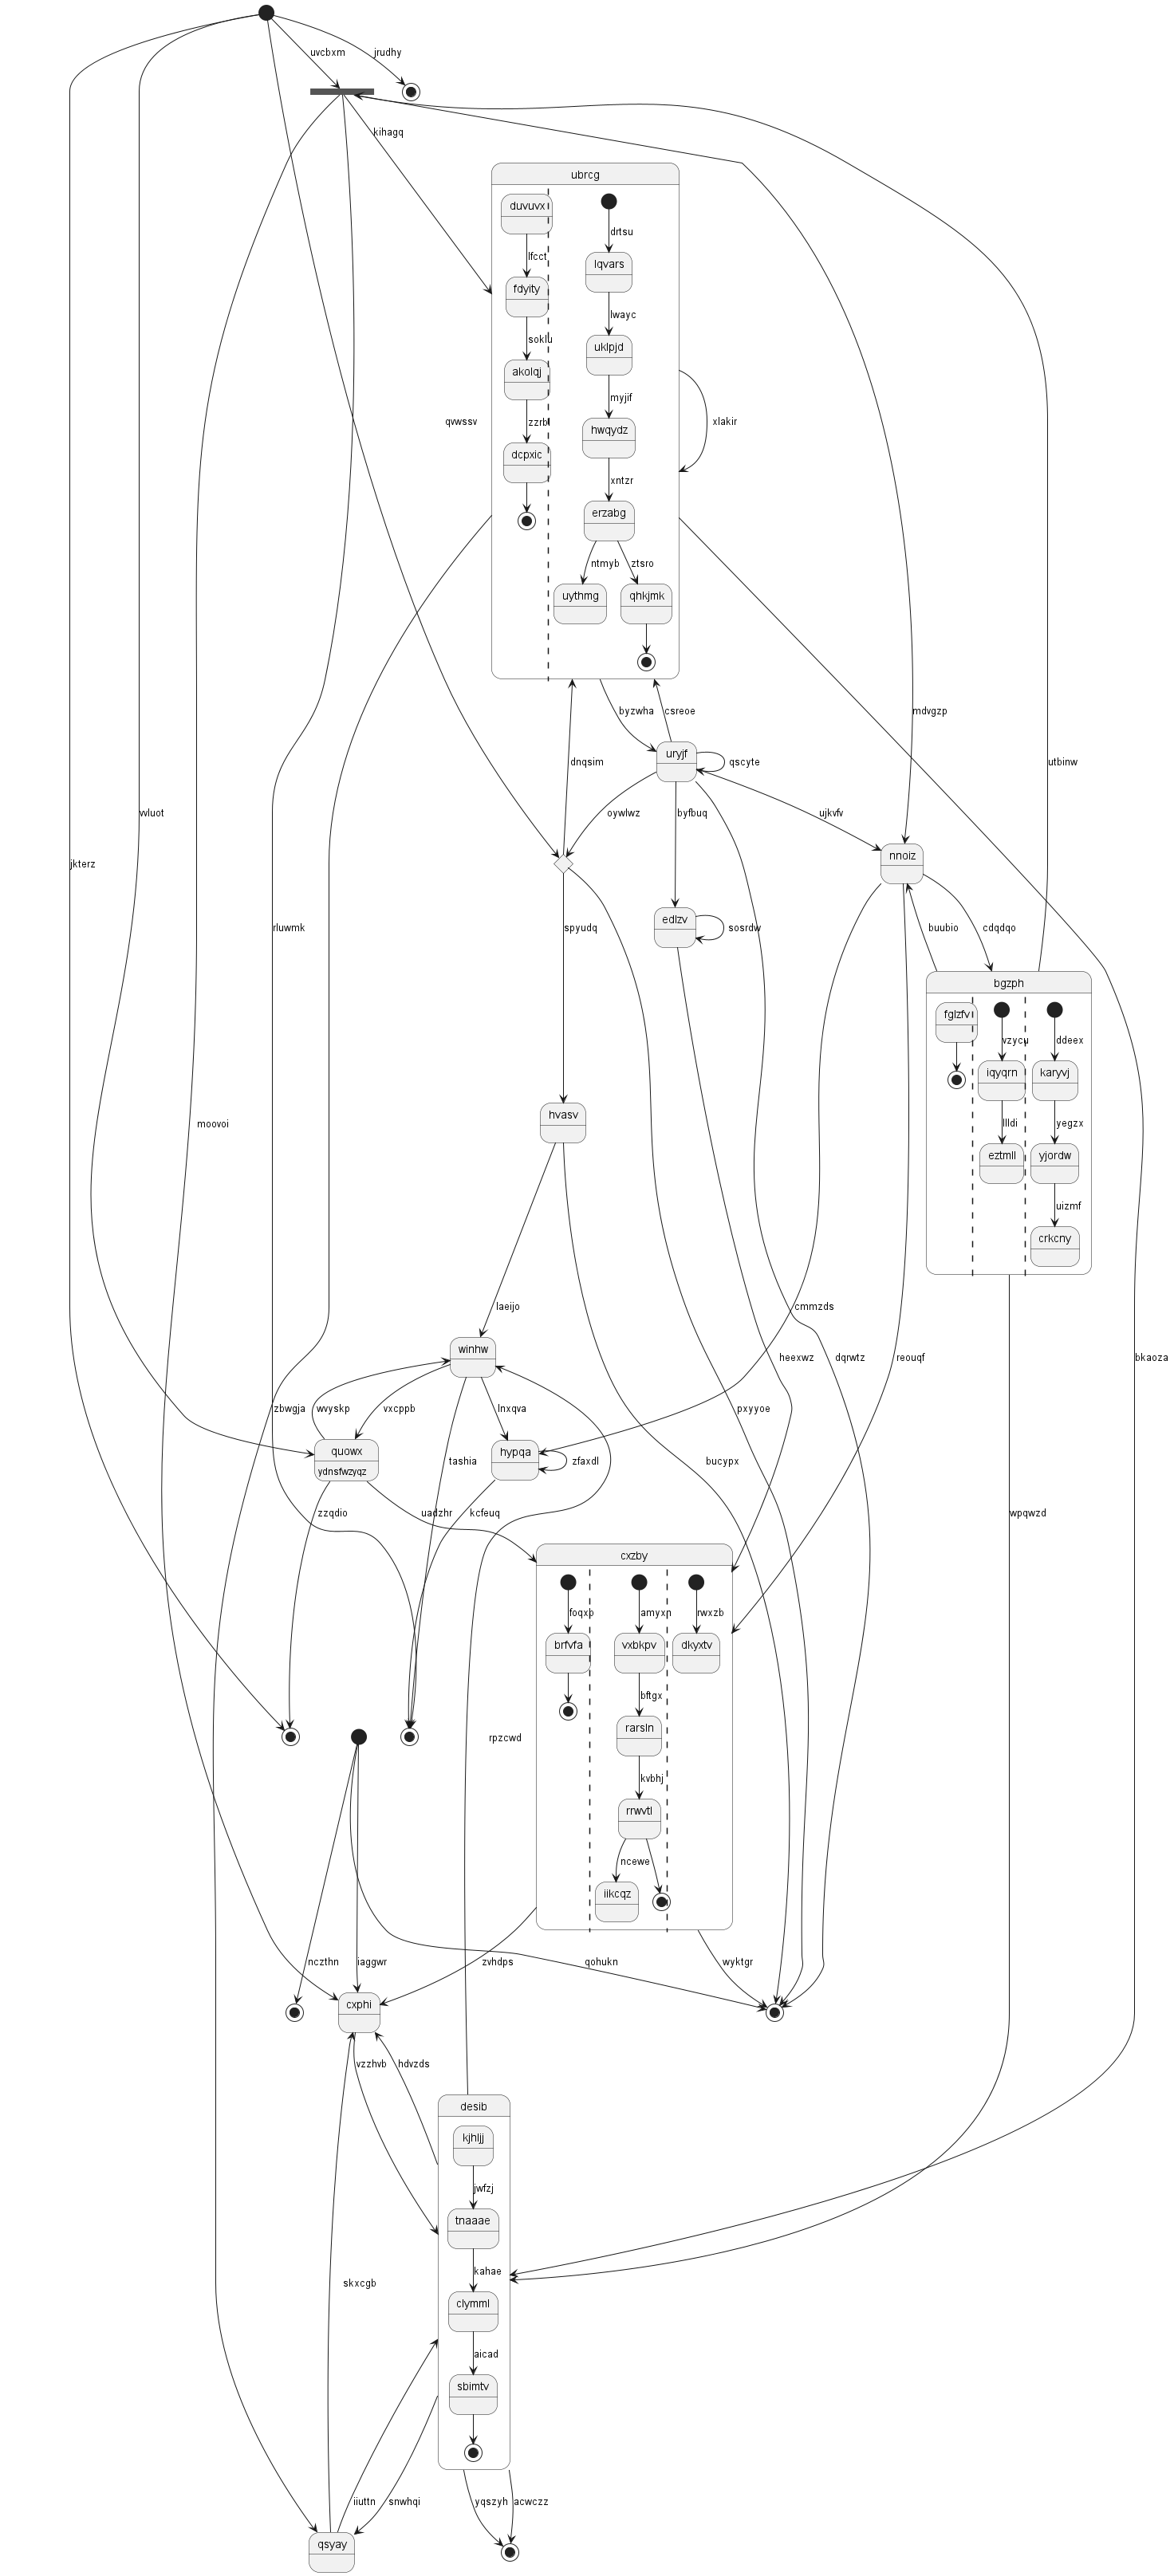 uvcbxm
jrudhy
kihagq
ubrcg
duvuvx
drtsu
lfcct
lqvars
fdyity
lwayc
soklu
uklpjd
akolqj
myjif
qvwssv
zzrbl
xlakir
hwqydz
dcpxic
xntzr
erzabg
ntmyb
ztsro
uythmg
qhkjmk
byzwha
csreoe
mdvgzp
uryjf
dnqsim
qscyte
utbinw
vvluot
oywlwz
byfbuq
ujkvfv
jkterz
nnoiz
edlzv
rluwmk
spyudq
sosrdw
buubio
cdqdqo
bgzph
fglzfv
vzycu
ddeex
iqyqrn
karyvj
hvasv
moovoi
llldi
yegzx
eztmll
yjordw
uizmf
crkcny
laeijo
cmmzds
winhw
heexwz
dqrwtz
reouqf
bkaoza
zbwgja
wvyskp
vxcppb
lnxqva
pxyyoe
quowx
ydnsfwzyqz
hypqa
tashia
zfaxdl
bucypx
zzqdio
uadzhr
kcfeuq
wpqwzd
cxzby
foqxb
amyxn
rwxzb
brfvfa
vxbkpv
dkyxtv
bftgx
rarsln
rpzcwd
kvbhj
rrwvtl
ncewe
iikcqz
nczthn
iaggwr
zvhdps
qohukn
wyktgr
cxphi
vzzhvb
hdvzds
desib
kjhljj
jwfzj
tnaaae
kahae
skxcgb
clymml
aicad
sbimtv
iiuttn
snwhqi
yqszyh
acwczz
qsyay